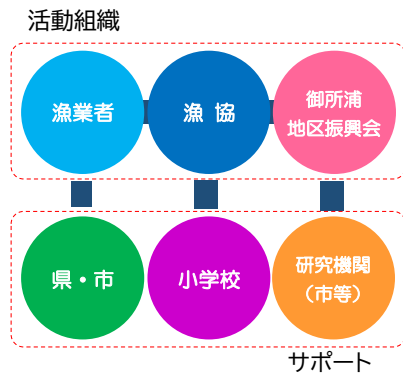 活動組織
漁業者
漁 協
御所浦
地区振興会
県・市
小学校
研究機関
（市等）
サポート